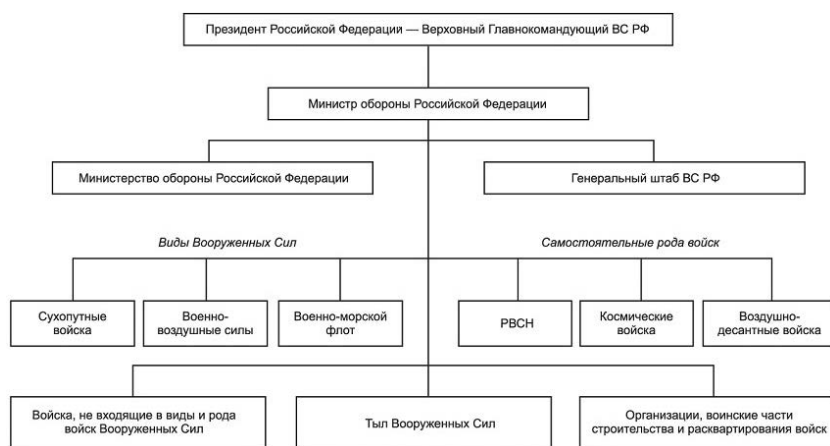 Президент Российской Федерации — Верховный Главнокомандующий ВС РФ
Министр обороны Российской Федерации
Министерство обороны Российской Федерации
Генеральный штаб ВС РФ
Виды Вооруженных Сил
Самостоятельные рода войск
Сухопутные
войска
Военно-
воздушные силы
Военно-морской
флот
РВСН
Космические
войска
Воздушно-
десантные войска
Войска, не входящие в виды и рода
войск Вооруженных Сил
Тыл Вооруженных Сил
Организации, воинские части
строительства и расквартирования войск